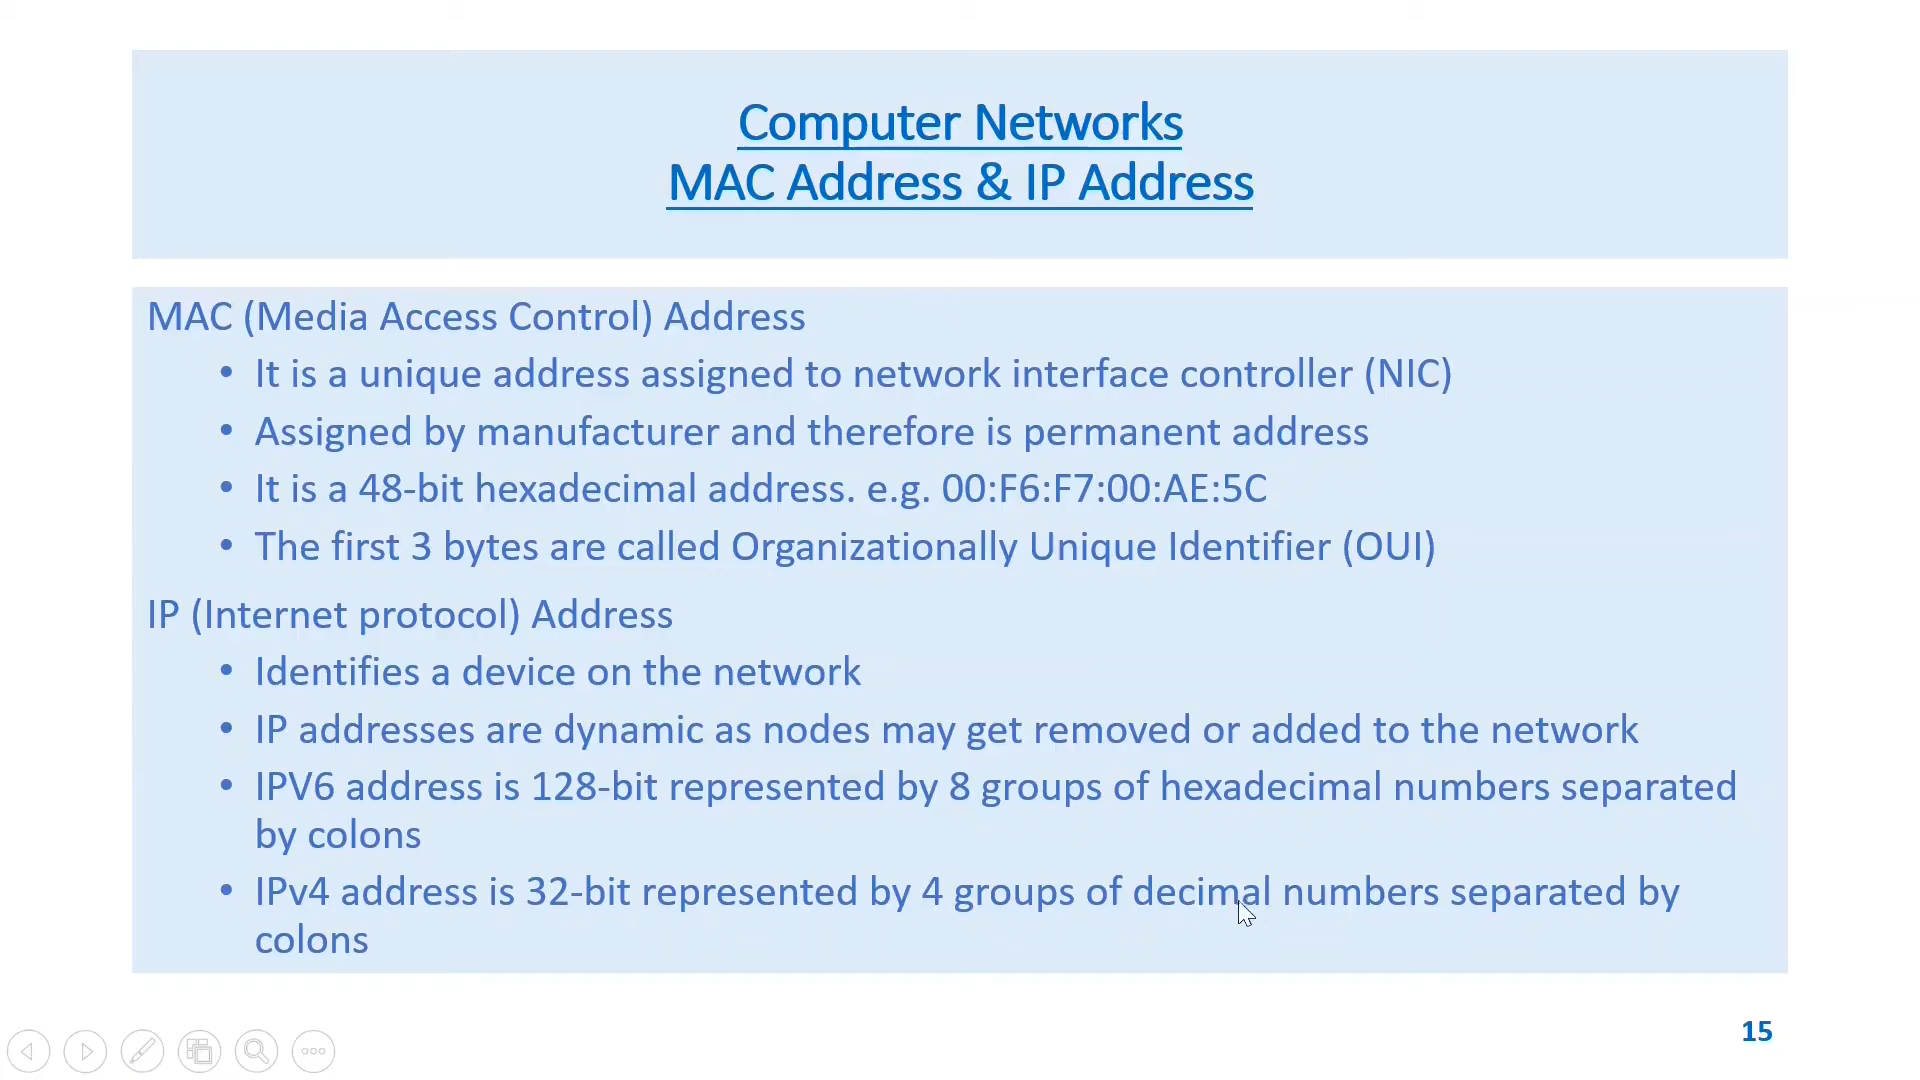 Computer Networks
MAC Address & IP Address
MAC (Media Access Control) Address
• It is a unique address assigned to network interface controller (NIC)
• Assigned by manufacturer and therefore is permanent address
• It is a 48-bit hexadecimal address. e.g. 00:F6:F7:00:AE:5C
• The first 3 bytes are called Organizationally Unique Identifier (OUI)
IP (Internet protocol) Address
• Identifies a device on the network
• IP addresses are dynamic as nodes may get removed or added to the network
• IPV6 address is 128-bit represented by 8 groups of hexadecimal numbers separated
by colons
• IPv4 address is 32-bit represented by 4 groups of decimal numbers separated by
colons
15